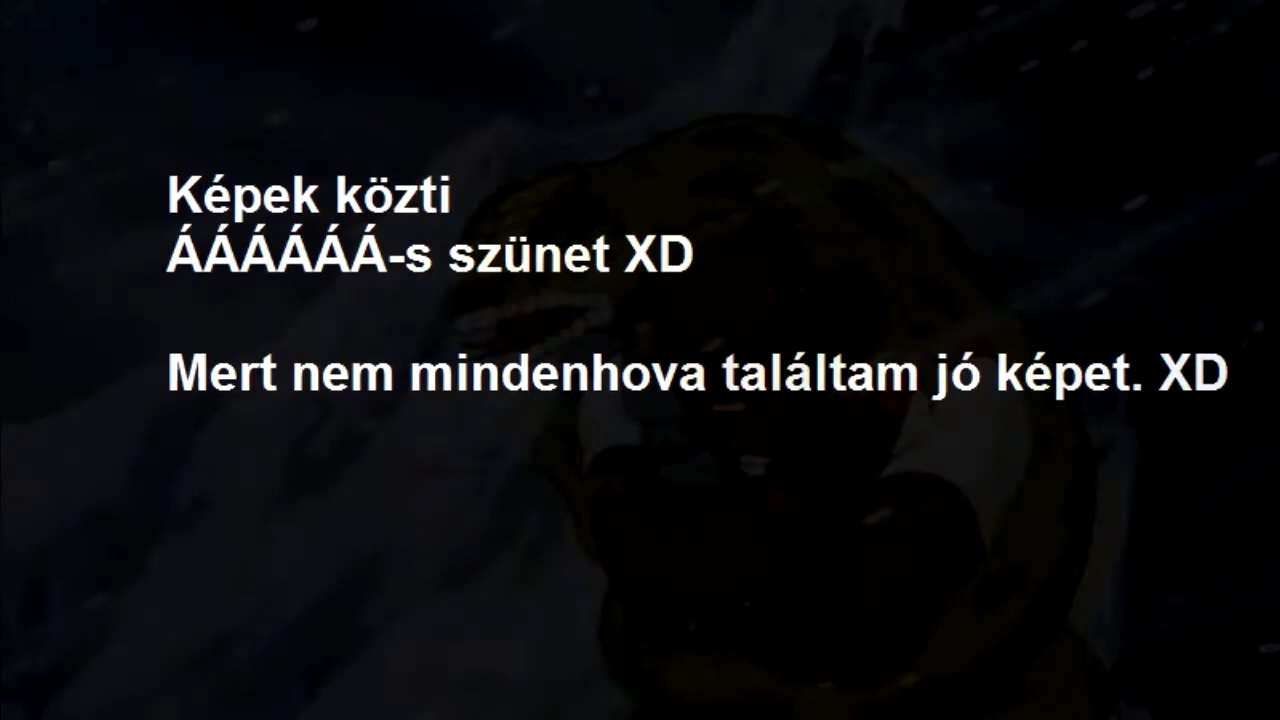 Képek közti
ÁÁÁÁÁÁ-s szünet XD
Mert nem mindenhova találtam jó képet. XD